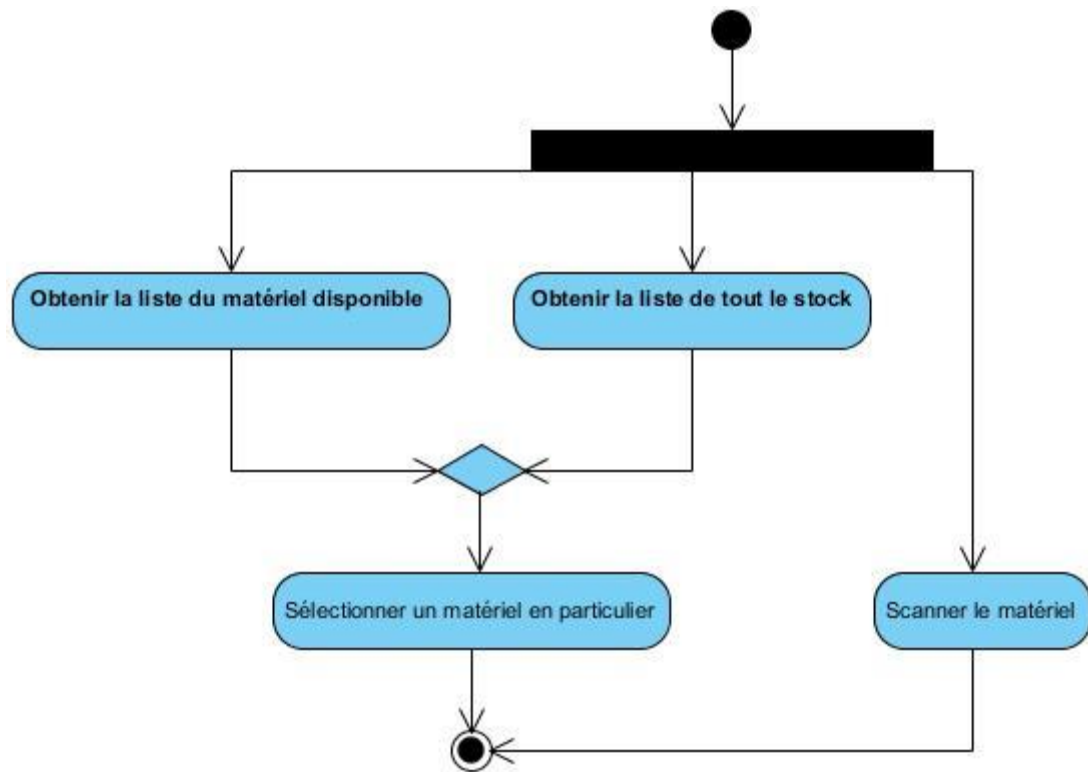 Obtenir la liste du matériel disponible
Obtenir la liste de tout le stock
Sélectionner un matériel en particulier
Scanner le matériel